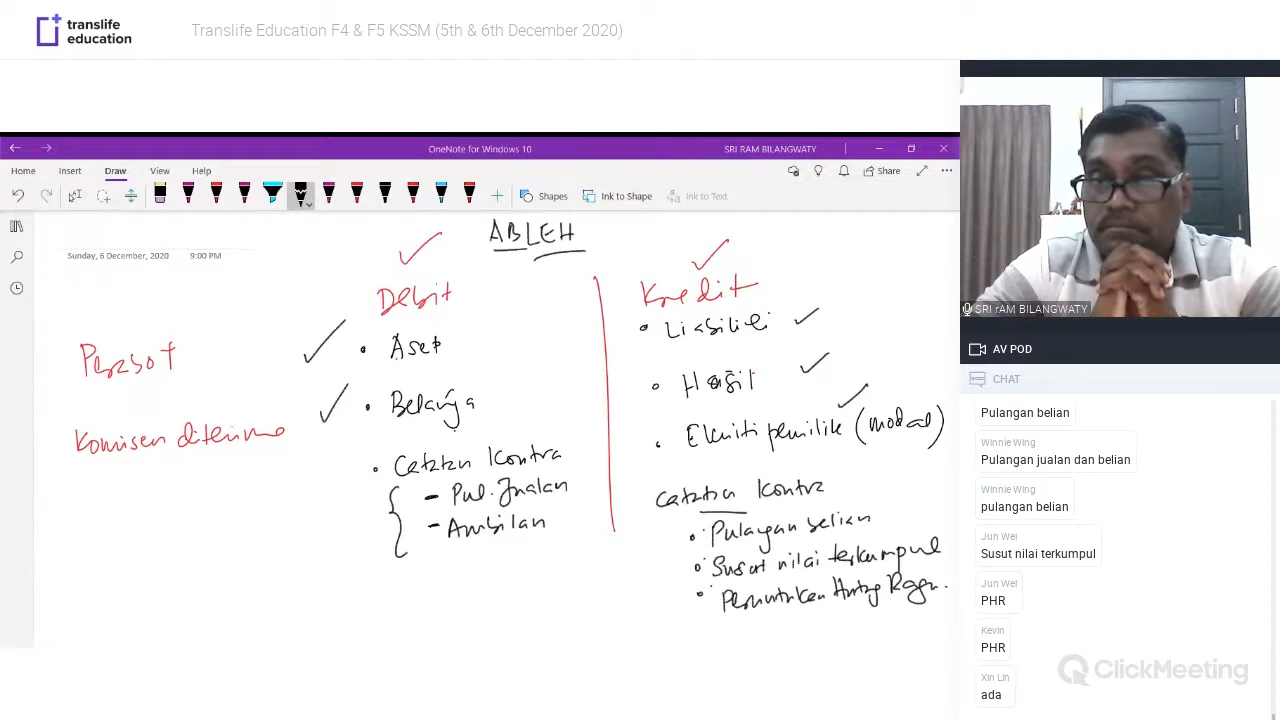 translife
education
Translife Education F4 & F5 KSSM (5th & 6th December 2020)
OneNote for Windows 10
SRI RAM BILANGWATY
Home Insert Draw View Help
Share
Shapes
Ink to Shape
Ink to Text
Sunday, 6 December, 2020 9:00 PM
ABLEH
Debit
Aset
Belanja
Catatan Kontra
- Pul. Jualan
- Ambilan
Perabot
Komisen diterima
Kredit
Liabiliti
Hasil
Ekuiti pemilik (modal)
Catatan Kontra
Pulangan belian
Susut nilai terkumpul
Peruntukan Hutang Ragu.
SRI rAM BILANGWATY
AV POD
CHAT
Pulangan belian
Winnie Wing
Pulangan jualan dan belian
Winnie Wing
pulangan belian
Jun Wei
Susut nilai terkumpul
Jun Wei
PHR
Kevin
PHR
Xin Lin
ada
ClickMeeting